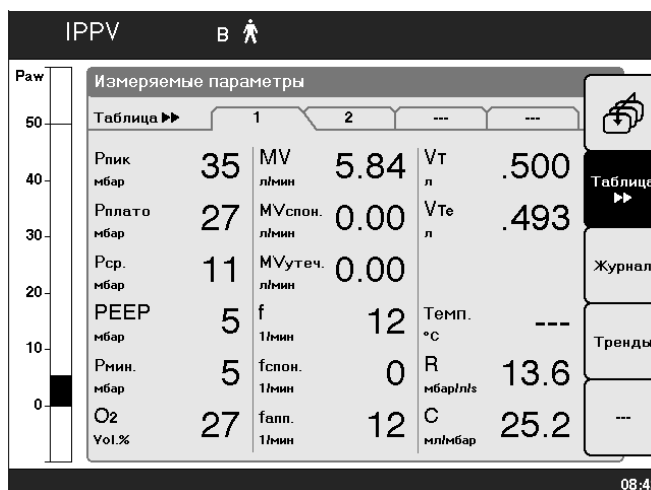 IPPV B
Paw
50
40
30
20
10
0
Измеряемые параметры
Таблица 1 2 --- ---
Pпик 35 MV 5.84 VT .500
мбар л/мин л
Pплато 27 MVспон. 0.00 VTe .493
мбар л/мин л
Pср. 11 MVутеч. 0.00
мбар л/мин
PEEP 5 f 12 Темп. ---
мбар 1/мин °C
Pмин. 5 fспон. 0 R 13.6
мбар 1/мин мбар/л/s
O2 27 fапп. 12 C 25.2
Vol.% 1/мин мл/мбар
Таблица
Журнал
Тренды
---
08:4